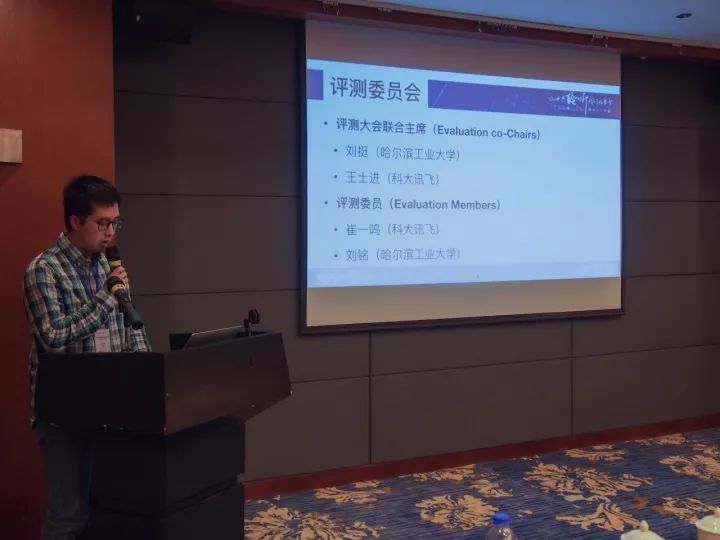 评测委员会
• 评测大会联合主席（Evaluation co-Chairs）
• 刘挺（哈尔滨工业大学）
• 王士进（科大讯飞）
• 评测委员（Evaluation Members）
• 崔一鸣（科大讯飞）
• 刘铭（哈尔滨工业大学）